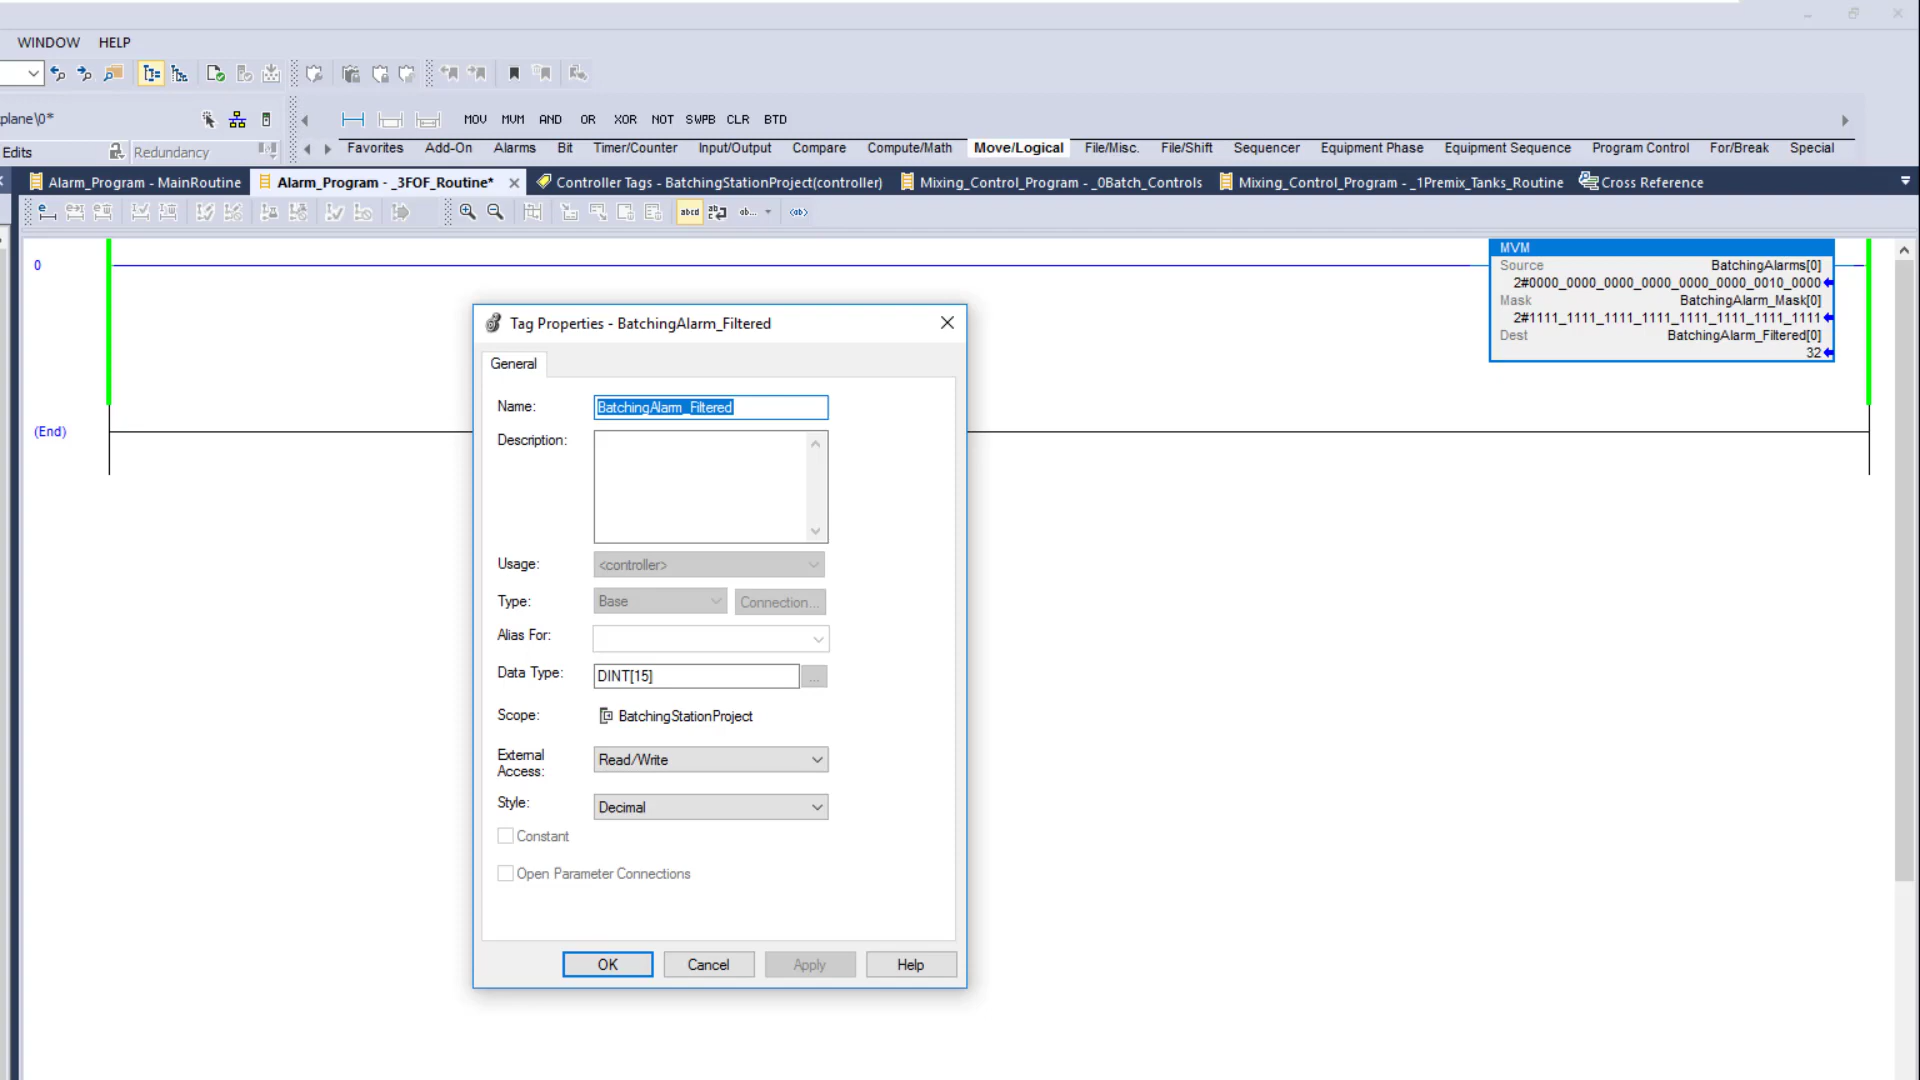 WINDOW HELP
plane\0*
MOV MVM AND OR XOR NOT SWPB CLR BTD
Edits Redundancy
Favorites Add-On Alarms Bit Timer/Counter Input/Output Compare Compute/Math Move/Logical File/Misc. File/Shift Sequencer Equipment Phase Equipment Sequence Program Control For/Break Special
Alarm_Program - MainRoutine Alarm_Program - _3FOF_Routine* Controller Tags - BatchingStationProject(controller) Mixing_Control_Program - _0Batch_Controls Mixing_Control_Program - _1Premix_Tanks_Routine Cross Reference
abcd ab... <ab>
0
MVM
Source BatchingAlarms[0]
2#0000_0000_0000_0000_0000_0000_0010_0000
Mask BatchingAlarm_Mask[0]
2#1111_1111_1111_1111_1111_1111_1111_1111
Dest BatchingAlarm_Filtered[0]
32
(End)
Tag Properties - BatchingAlarm_Filtered
General
Name: BatchingAlarm_Filtered
Description:
Usage: <controller>
Type: Base Connection...
Alias For:
Data Type: DINT[15] ...
Scope: BatchingStationProject
External
Access: Read/Write
Style: Decimal
Constant
Open Parameter Connections
OK Cancel Apply Help